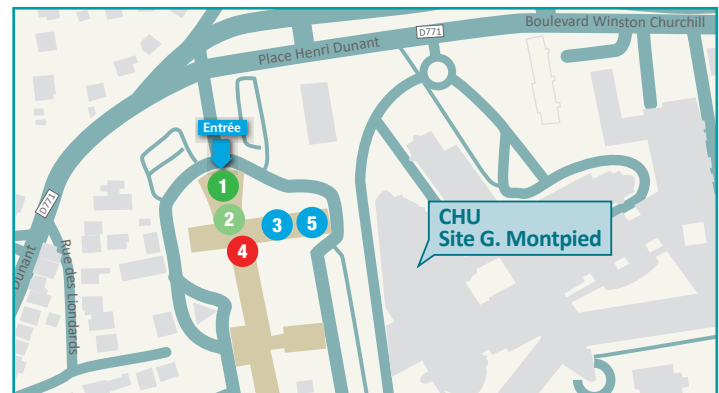 Boulevard Winston Churchill
D771
Place Henri Dunant
Entrée
1
2
3
5
4
CHU
Site G. Montpied
D771
Dunant
Rue des Liondards